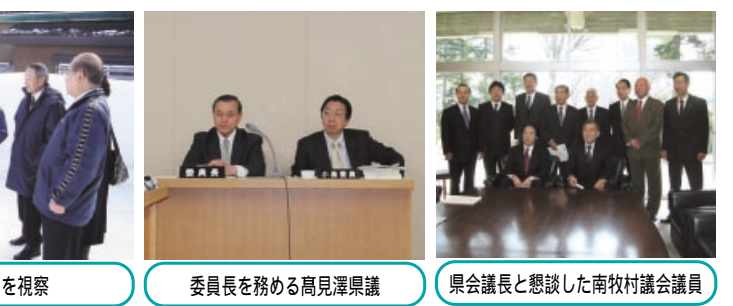 を視察
委員長
委員長を務める髙見澤県議
県会議長と懇談した南牧村議会議員